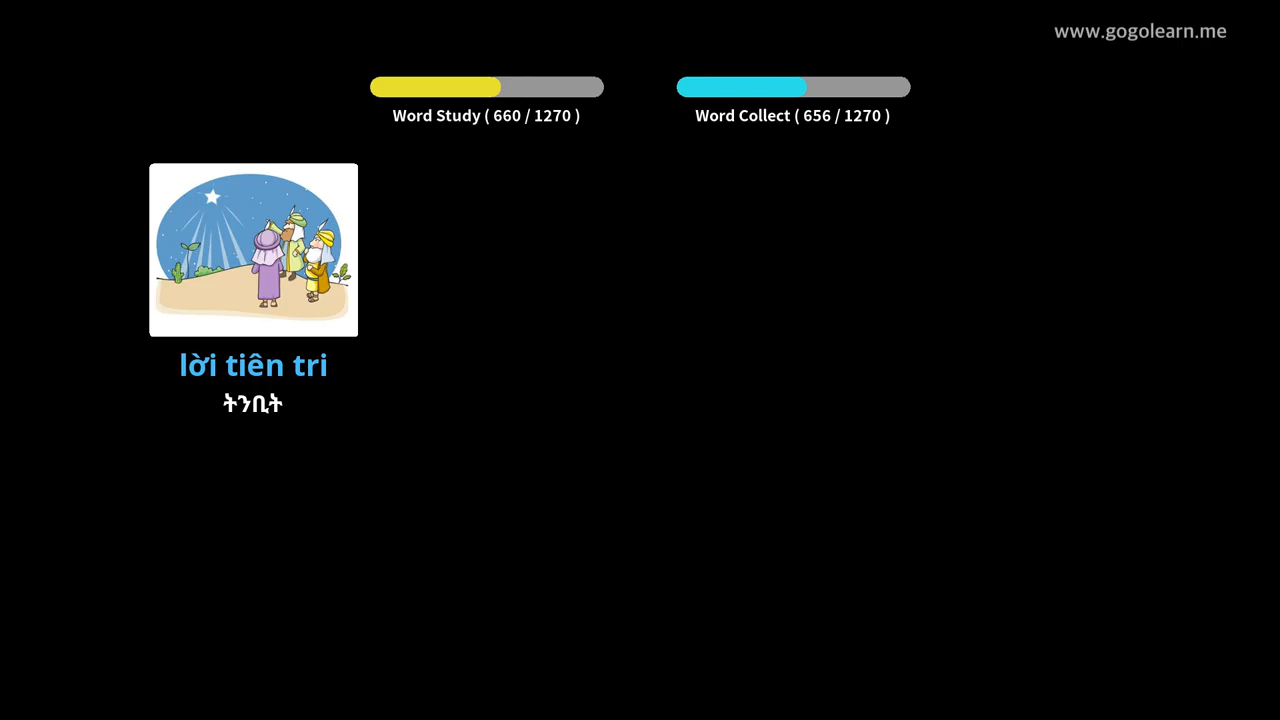 www.gogolearn.me
Word Study ( 660 / 1270 )
Word Collect ( 656 / 1270 )
lời tiên tri
ትንቢት